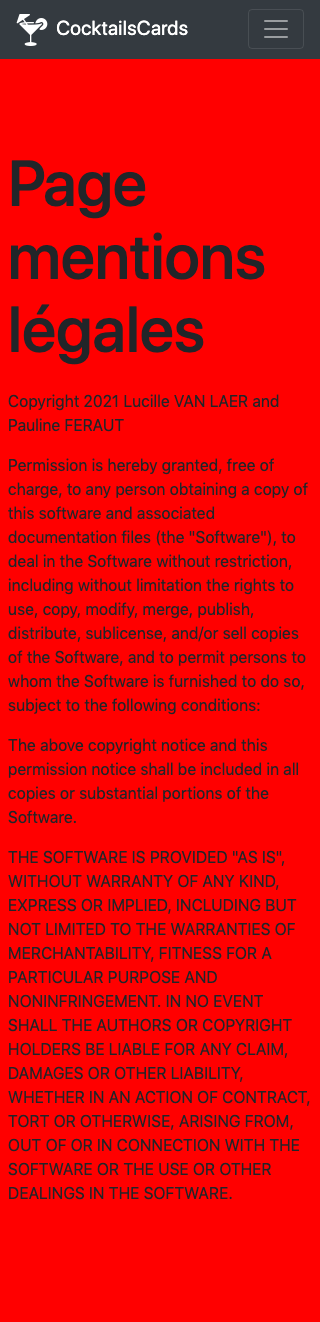 CocktailsCards
Page
mentions
légales
Copyright 2021 Lucille VAN LAER and
Pauline FERAUT
Permission is hereby granted, free of
charge, to any person obtaining a copy of
this software and associated
documentation files (the "Software"), to
deal in the Software without restriction,
including without limitation the rights to
use, copy, modify, merge, publish,
distribute, sublicense, and/or sell copies
of the Software, and to permit persons to
whom the Software is furnished to do so,
subject to the following conditions:
The above copyright notice and this
permission notice shall be included in all
copies or substantial portions of the
Software.
THE SOFTWARE IS PROVIDED "AS IS",
WITHOUT WARRANTY OF ANY KIND,
EXPRESS OR IMPLIED, INCLUDING BUT
NOT LIMITED TO THE WARRANTIES OF
MERCHANTABILITY, FITNESS FOR A
PARTICULAR PURPOSE AND
NONINFRINGEMENT. IN NO EVENT
SHALL THE AUTHORS OR COPYRIGHT
HOLDERS BE LIABLE FOR ANY CLAIM,
DAMAGES OR OTHER LIABILITY,
WHETHER IN AN ACTION OF CONTRACT,
TORT OR OTHERWISE, ARISING FROM,
OUT OF OR IN CONNECTION WITH THE
SOFTWARE OR THE USE OR OTHER
DEALINGS IN THE SOFTWARE.